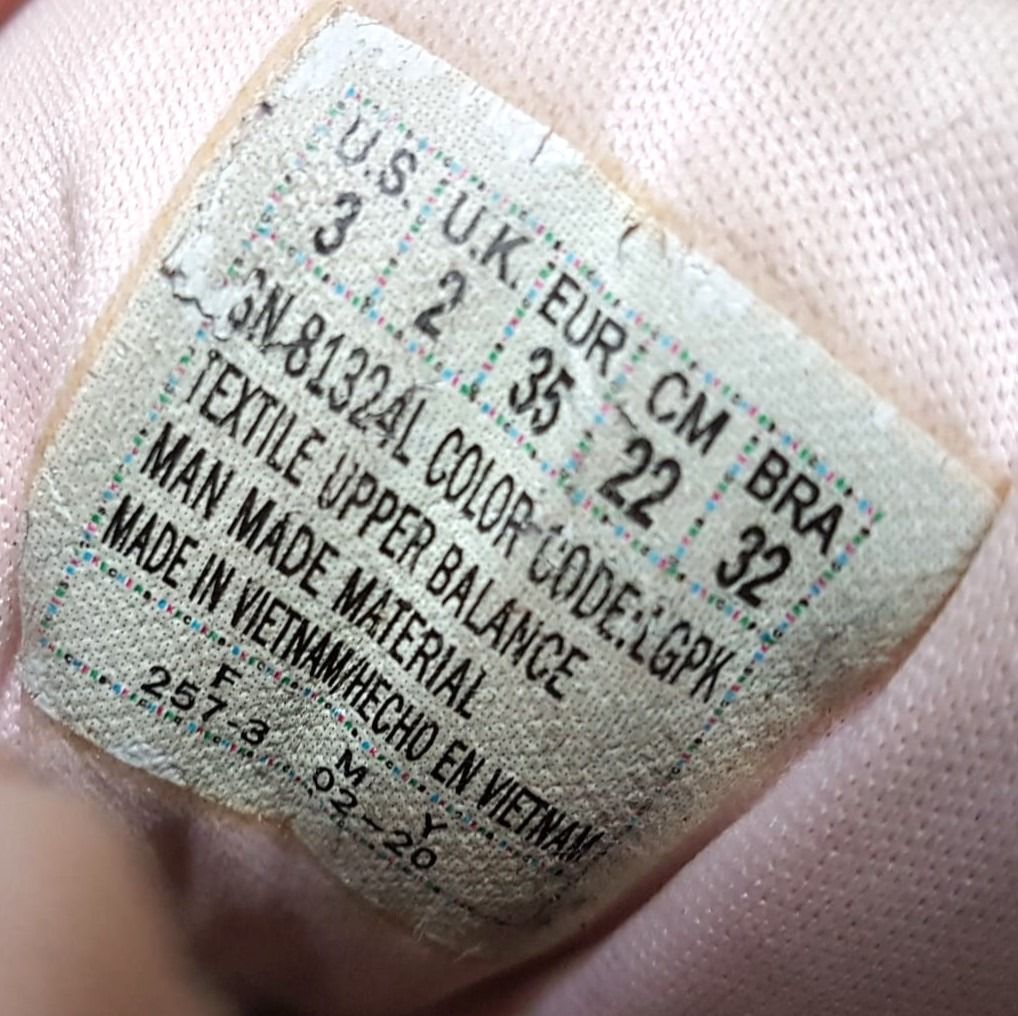 U.S. U.K. EUR CM BRA
3 2 35 22 32
SN.81324L COLOR CODE:LGPK
TEXTILE UPPER BALANCE
MAN MADE MATERIAL
MADE IN VIETNAM/HECHO EN VIETNAM
F M Y
257-3 02-20